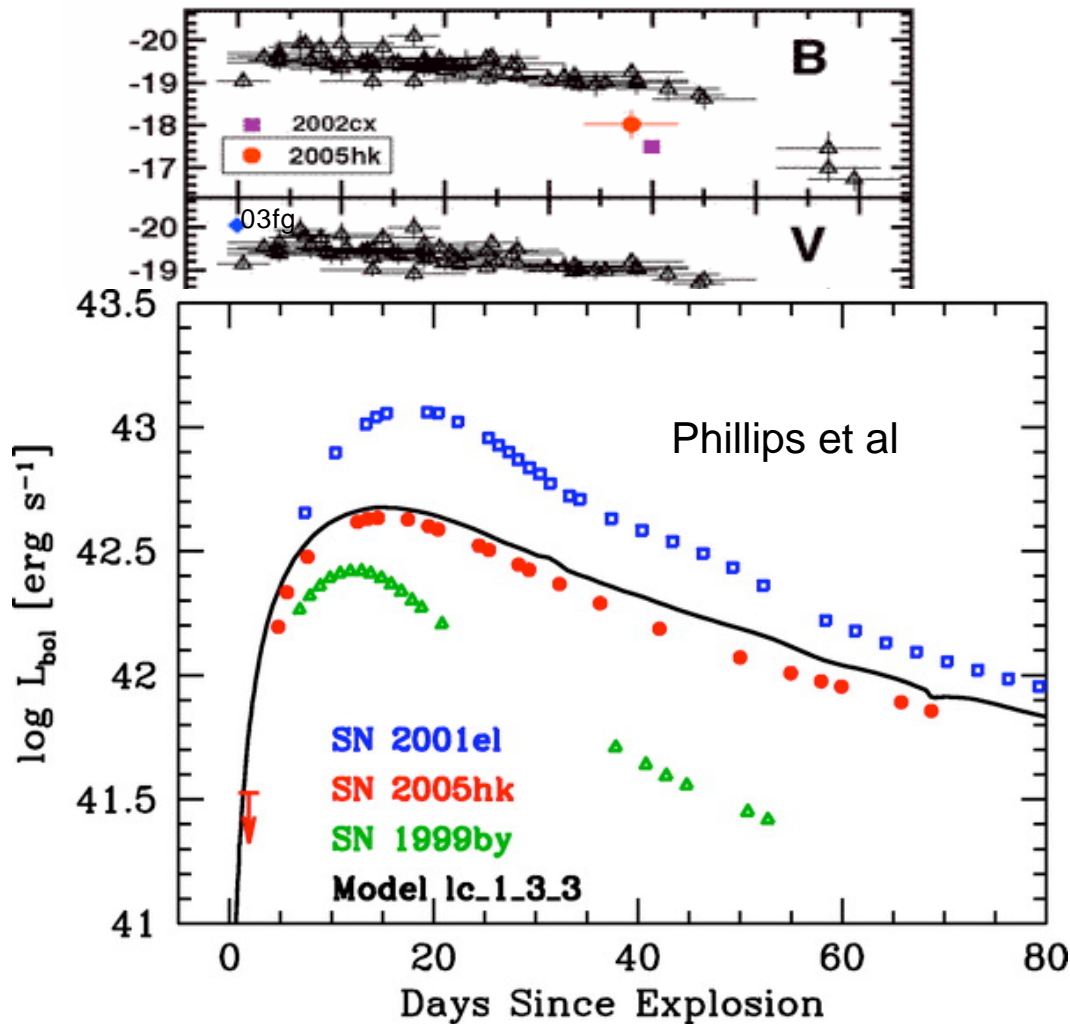 -20
-19
-18
-17
B
2002cx
2005hk
03fg
-20
-19
V
43.5
43
42.5
42
41.5
41
log L_bol [erg s⁻¹]
Phillips et al
SN 2001el
SN 2005hk
SN 1999by
Model lc_1_3_3
0 20 40 60 80
Days Since Explosion